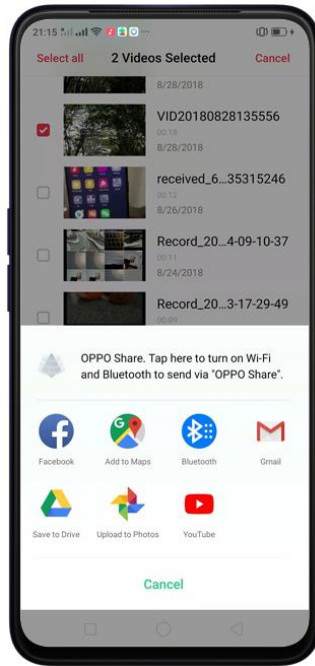 21:15
Select all 2 Videos Selected Cancel
8/28/2018
VID20180828135556
00:18
8/28/2018
received_6...35315246
00:12
8/26/2018
Record_20...4-09-10-37
00:11
8/24/2018
Record_20...3-17-29-49
00:09
OPPO Share. Tap here to turn on Wi-Fi
and Bluetooth to send via "OPPO Share".
Facebook Add to Maps Bluetooth Gmail
Save to Drive Upload to Photos YouTube
Cancel